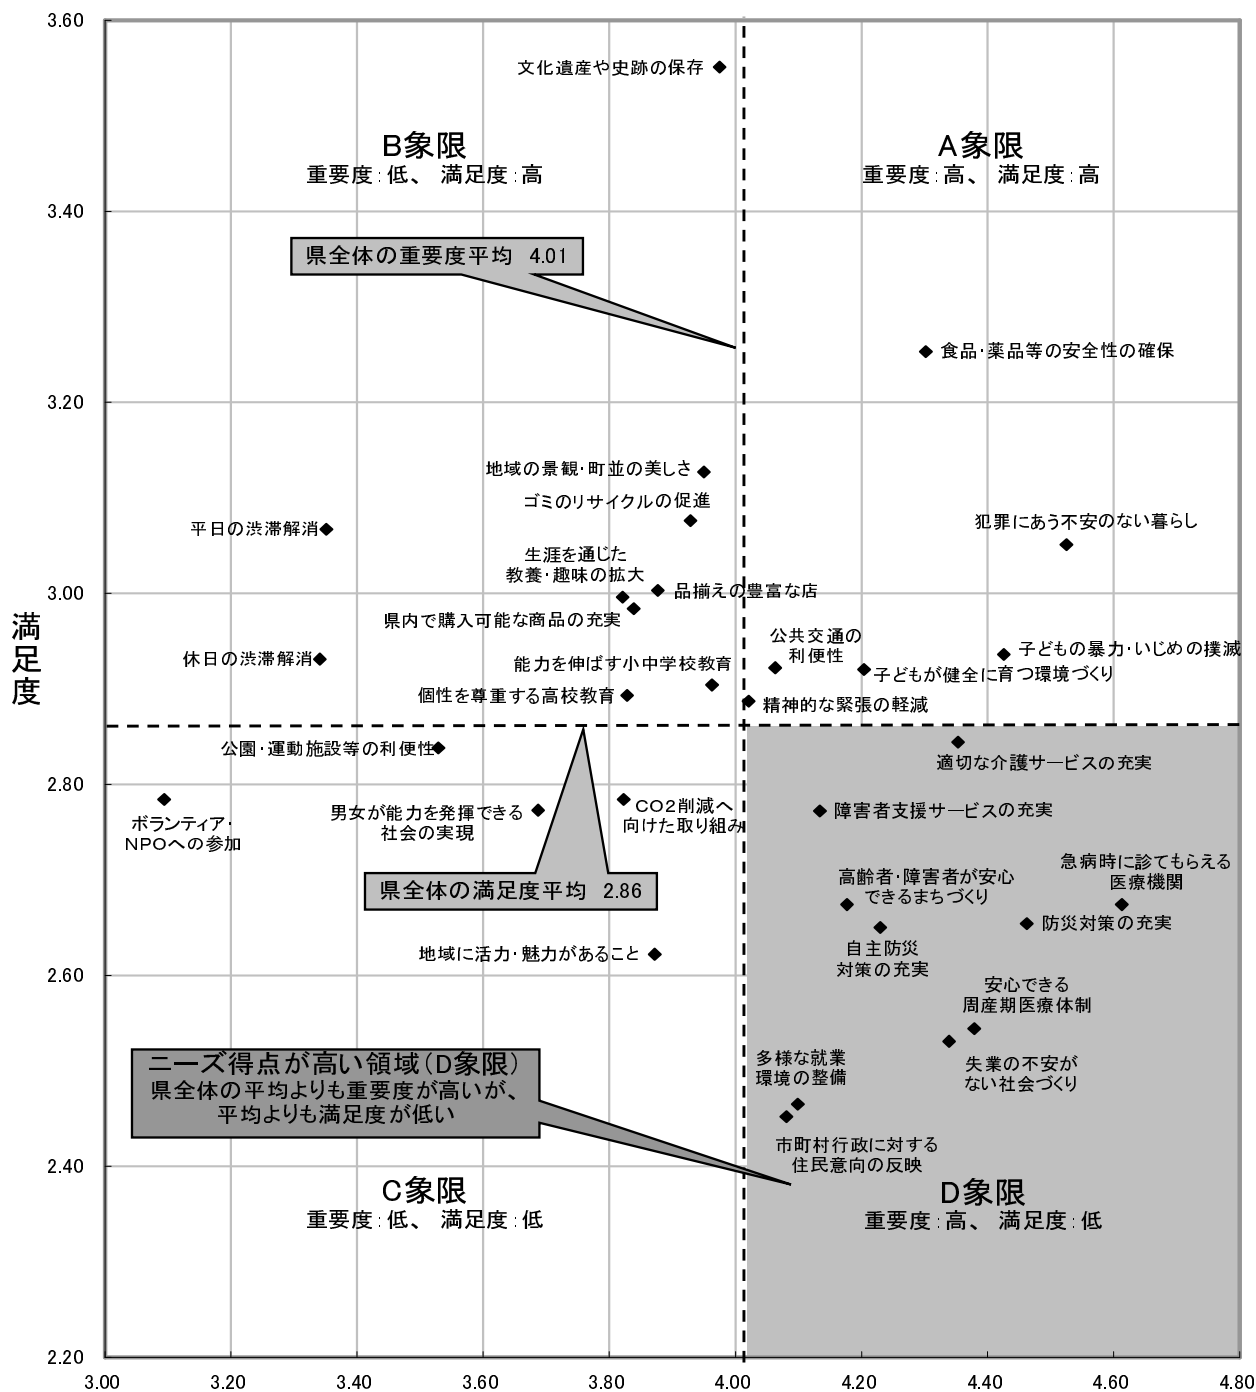 3.60
文化遺産や史跡の保存
B象限
重要度：低、 満足度：高
A象限
重要度：高、 満足度：高
3.40
県全体の重要度平均 4.01
食品・薬品等の安全性の確保
3.20
地域の景観・町並の美しさ
ゴミのリサイクルの促進
平日の渋滞解消
犯罪にあう不安のない暮らし
生涯を通じた
教養・趣味の拡大
品揃えの豊富な店
3.00
県内で購入可能な商品の充実
満足度
公共交通の
利便性
子どもの暴力・いじめの撲滅
休日の渋滞解消
能力を伸ばす小中学校教育
子どもが健全に育つ環境づくり
個性を尊重する高校教育
精神的な緊張の軽減
公園・運動施設等の利便性
適切な介護サービスの充実
2.80
ボランティア・
NPOへの参加
男女が能力を発揮できる
社会の実現
CO2削減へ
向けた取り組み
障害者支援サービスの充実
県全体の満足度平均 2.86
高齢者・障害者が安心
できるまちづくり
急病時に診てもらえる
医療機関
防災対策の充実
自主防災
対策の充実
地域に活力・魅力があること
2.60
安心できる
周産期医療体制
失業の不安が
ない社会づくり
ニーズ得点が高い領域（D象限）
県全体の平均よりも重要度が高いが、
平均よりも満足度が低い
多様な就業
環境の整備
市町村行政に対する
住民意向の反映
2.40
C象限
重要度：低、 満足度：低
D象限
重要度：高、 満足度：低
2.20
3.00 3.20 3.40 3.60 3.80 4.00 4.20 4.40 4.60 4.80